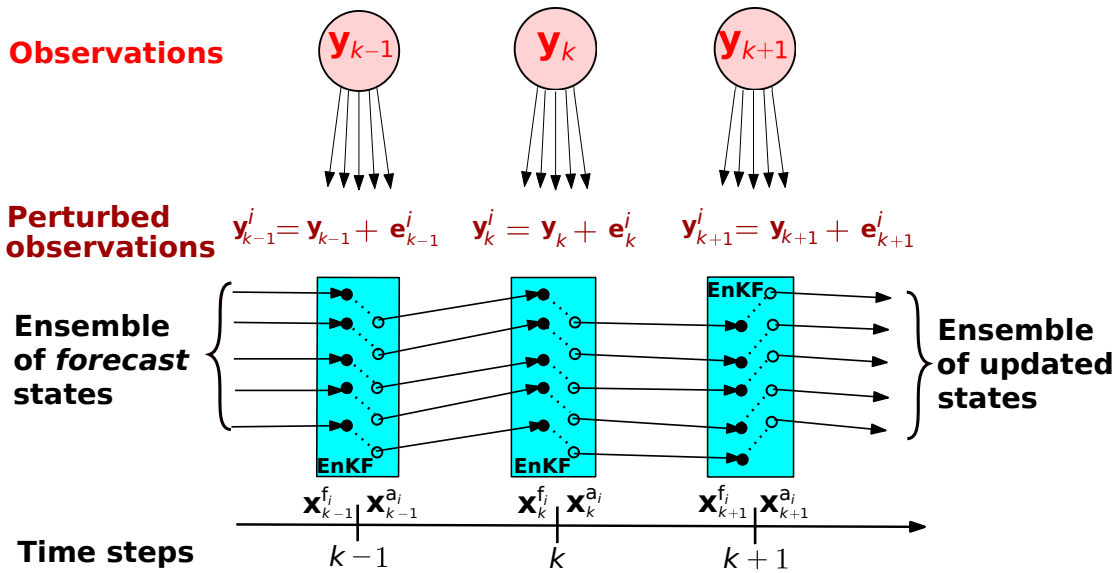 Observations
y_{k−1}
y_k
y_{k+1}
Perturbed
observations
y^i_{k−1} = y_{k−1} + e^i_{k−1}
y^i_k = y_k + e^i_k
y^i_{k+1} = y_{k+1} + e^i_{k+1}
Ensemble
of forecast
states
EnKF
EnKF
EnKF
Ensemble
of updated
states
x^{f_i}_{k−1} x^{a_i}_{k−1}
x^{f_i}_k x^{a_i}_k
x^{f_i}_{k+1} x^{a_i}_{k+1}
Time steps
k−1
k
k+1